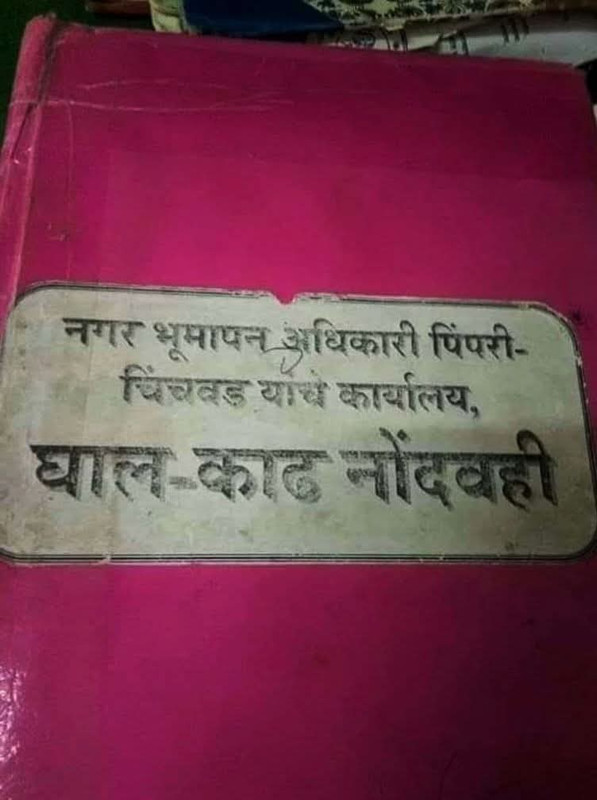 नगर भूमापन अधिकारी पिंपरी-
चिंचवड यांचे कार्यालय,
घाल-काढ नोंदवही